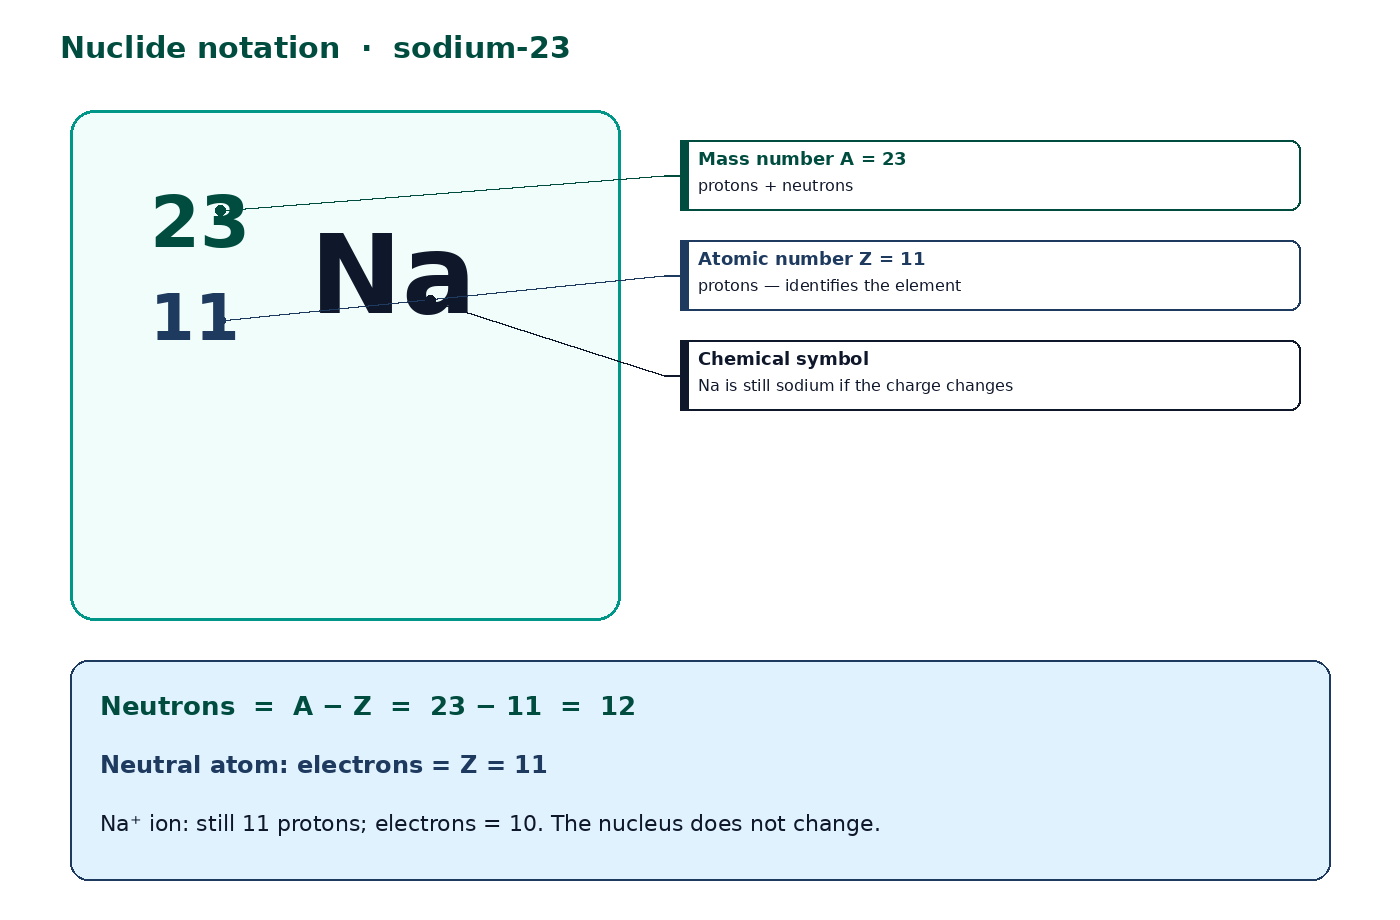 Nuclide notation · sodium-23
23
11
Na
Mass number A = 23
protons + neutrons
Atomic number Z = 11
protons — identifies the element
Chemical symbol
Na is still sodium if the charge changes
Neutrons = A − Z = 23 − 11 = 12
Neutral atom: electrons = Z = 11
Na⁺ ion: still 11 protons; electrons = 10. The nucleus does not change.